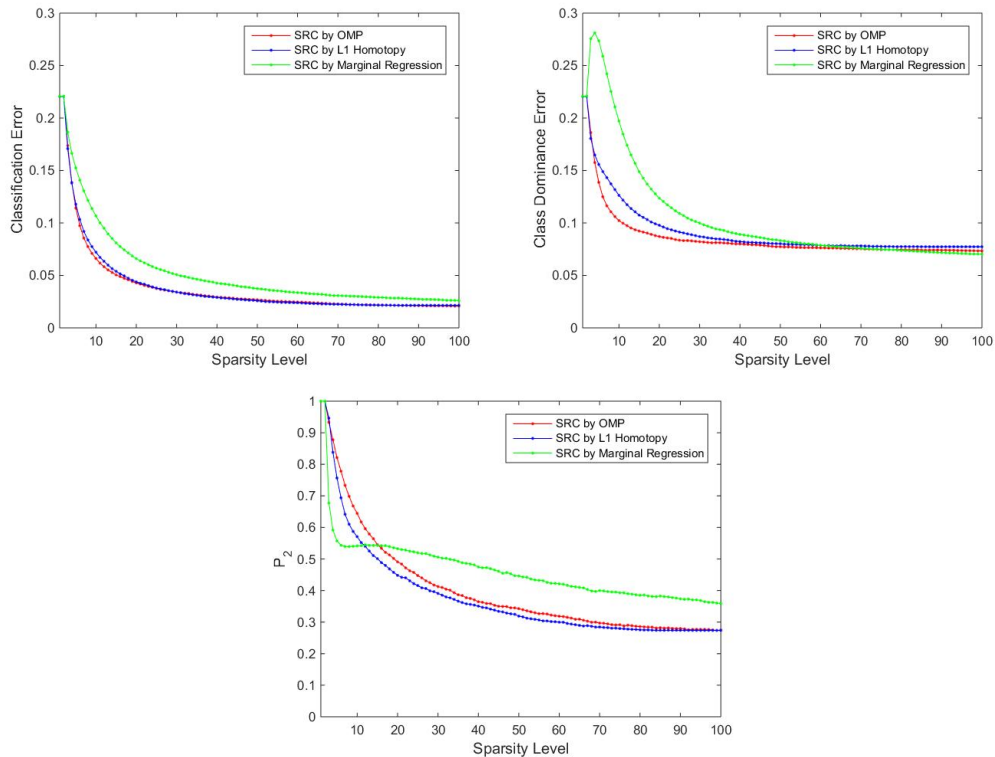 0.3
0.25
0.2
0.15
0.1
0.05
0
Classification Error
SRC by OMP
SRC by L1 Homotopy
SRC by Marginal Regression
10 20 30 40 50 60 70 80 90 100
Sparsity Level
0.3
0.25
0.2
0.15
0.1
0.05
0
Class Dominance Error
SRC by OMP
SRC by L1 Homotopy
SRC by Marginal Regression
10 20 30 40 50 60 70 80 90 100
Sparsity Level
1
0.9
0.8
0.7
0.6
0.5
0.4
0.3
0.2
0.1
0
P2
SRC by OMP
SRC by L1 Homotopy
SRC by Marginal Regression
10 20 30 40 50 60 70 80 90 100
Sparsity Level